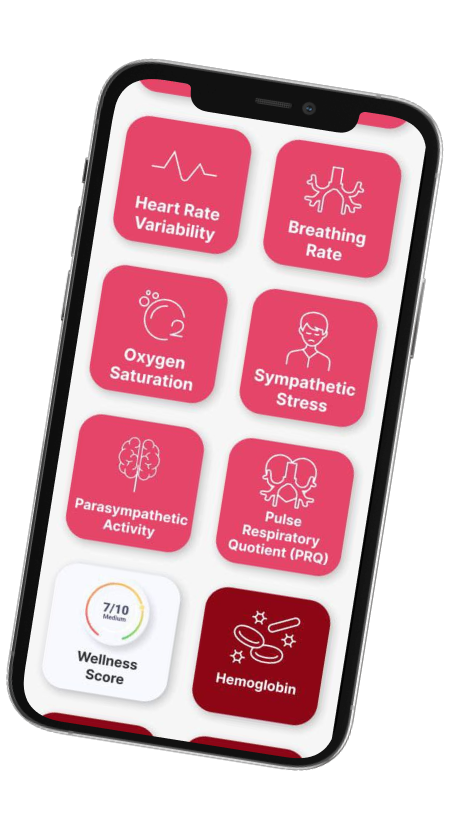 Heart Rate
Variability
Breathing
Rate
Oxygen
Saturation
2
Sympathetic
Stress
Parasympathetic
Activity
Pulse
Respiratory
Quotient (PRQ)
7/10
Medium
Wellness
Score
Hemoglobin